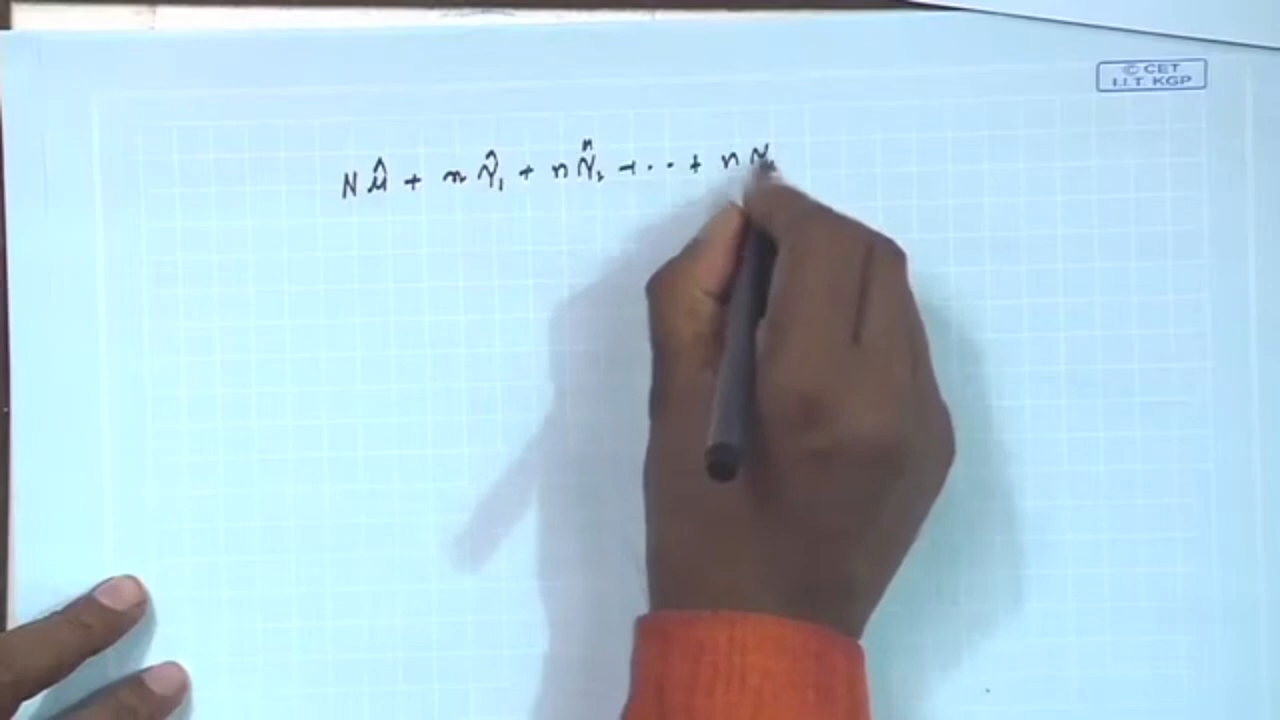 © CET
I.I.T. KGP
N μ̂ + n γ̂₁ + n γ̂₂ + ... + n γ